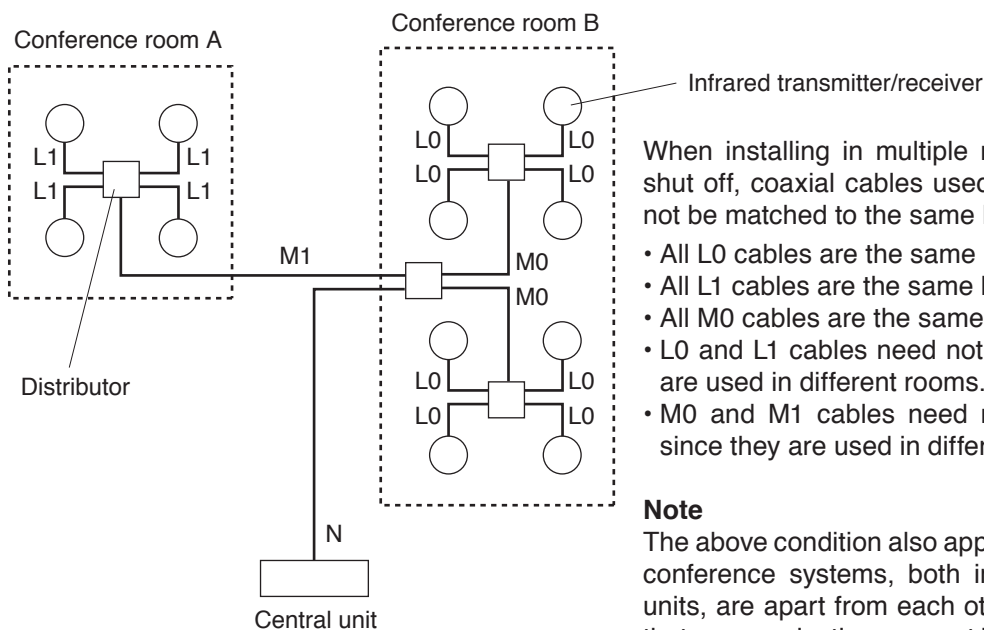 Conference room A
Conference room B
Infrared transmitter/receiver
L1
L1
L1
L1
L0
L0
L0
L0
M1
M0
M0
L0
L0
L0
L0
Distributor
N
Central unit
When installing in multiple
shut off, coaxial cables used
not be matched to the same
• All L0 cables are the same
• All L1 cables are the same
• All M0 cables are the same
• L0 and L1 cables need not
are used in different rooms.
• M0 and M1 cables need
since they are used in
Note
The above condition also
conference systems, both
units, are apart from each